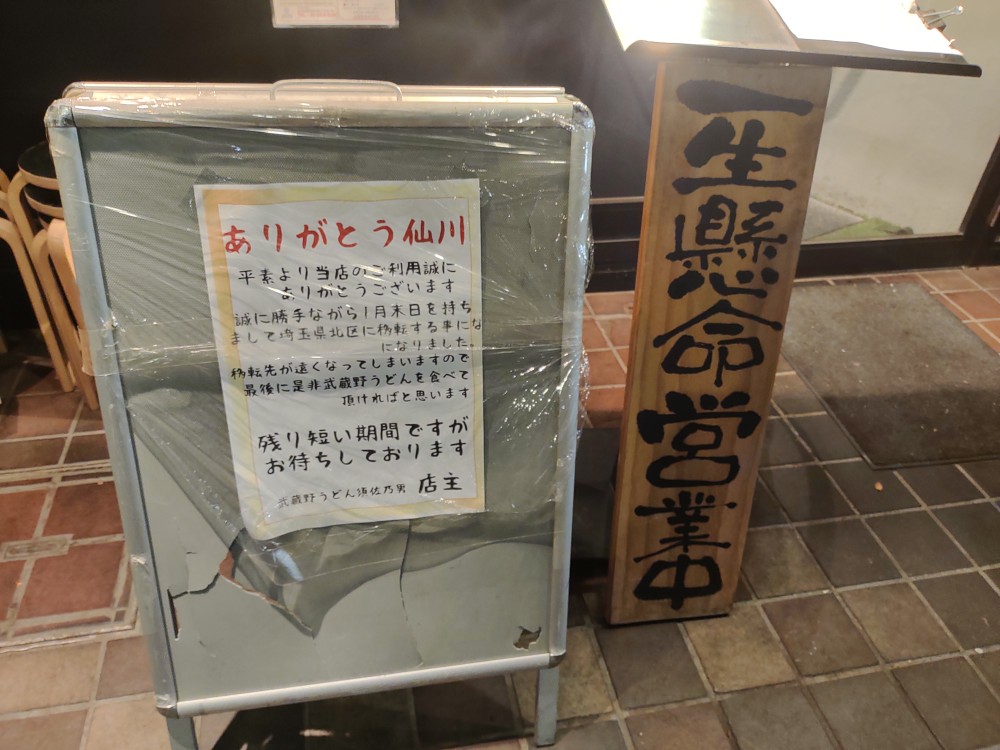 ありがとう仙川
平素より当店のご利用誠に
ありがとうございます
誠に勝手ながら1月末日を持ち
まして埼玉県北区に移転する事にな
になりました。
移転先が遠くなってしまいますので
最後に是非武蔵野うどんを食べて
頂ければと思います
残り短い期間ですが
お待ちしております
武蔵野うどん須佐乃男 店主
一生懸命営業中